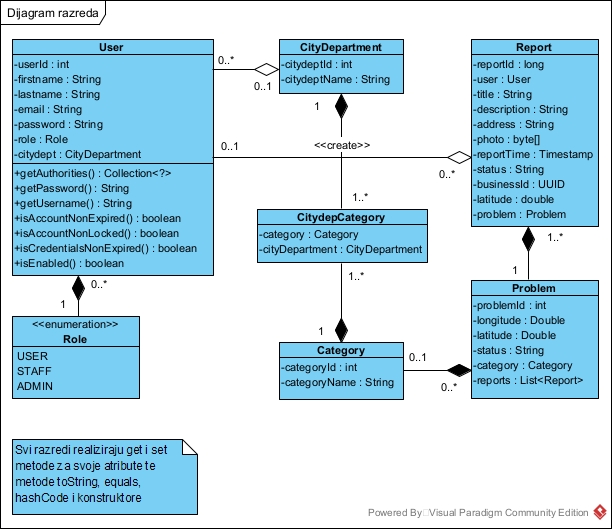 Dijagram razreda
User
-userId : int
-firstname : String
-lastname : String
-email : String
-password : String
-role : Role
-citydept : CityDepartment
+getAuthorities() : Collection<?>
+getPassword() : String
+getUsername() : String
+isAccountNonExpired() : boolean
+isAccountNonLocked() : boolean
+isCredentialsNonExpired() : boolean
+isEnabled() : boolean
0..*
0..1
CityDepartment
-citydeptId : int
-citydeptName : String
1
<<create>>
0..1
0..*
1..*
Report
-reportId : long
-user : User
-title : String
-description : String
-address : String
-photo : byte[]
-reportTime : Timestamp
-status : String
-businessId : UUID
-latitude : double
-problem : Problem
1..*
1
CitydepCategory
-category : Category
-cityDepartment : CityDepartment
1..*
1
0..*
1
<<enumeration>>
Role
USER
STAFF
ADMIN
Category
-categoryId : int
-categoryName : String
0..1
0..*
Problem
-problemId : int
-longitude : Double
-latitude : Double
-status : String
-category : Category
-reports : List<Report>
Svi razredi realiziraju get i set
metode za svoje atribute te
metode toString, equals,
hashCode i konstruktore
Powered By Visual Paradigm Community Edition